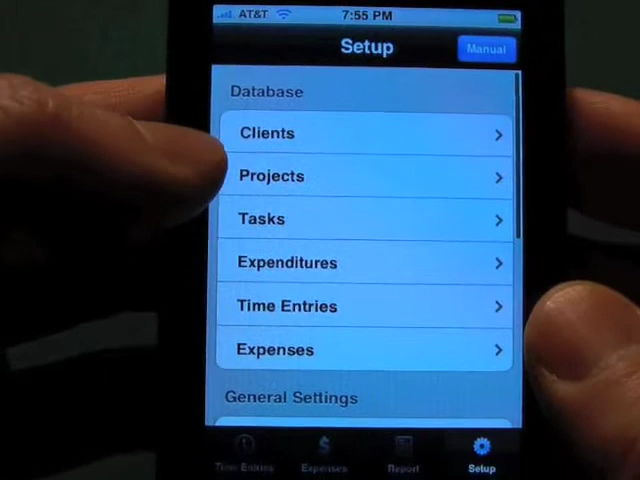 AT&T 7:55 PM
Setup Manual
Database
Clients
Projects
Tasks
Expenditures
Time Entries
Expenses
General Settings
Time Entries Expenses Report Setup